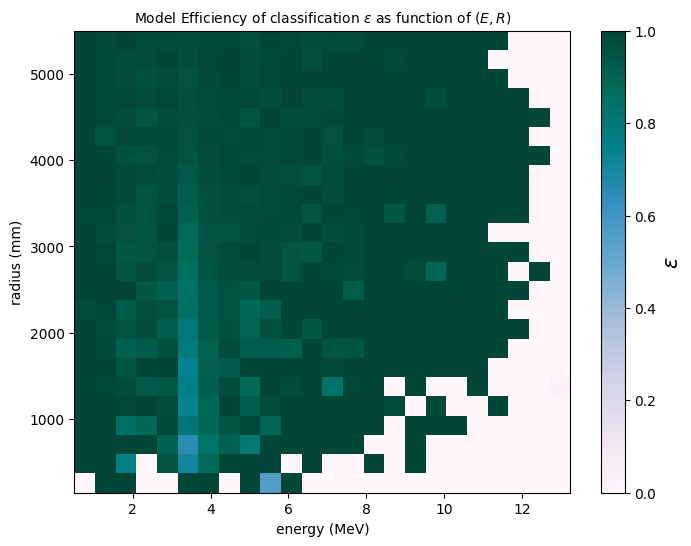 Model Efficiency of classification ε as function of (E, R)
5000
4000
3000
2000
1000
radius (mm)
2 4 6 8 10 12
energy (MeV)
1.0
0.8
0.6
0.4
0.2
0.0
ε